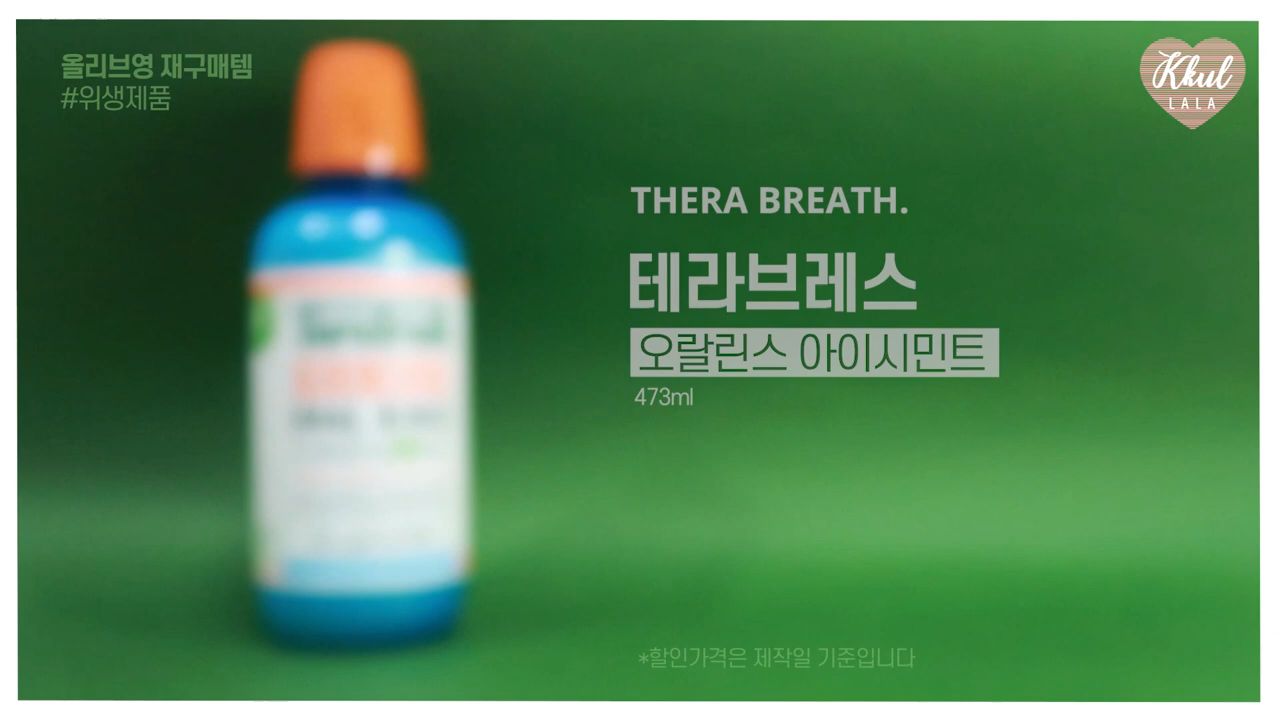 올리브영 재구매템
#위생제품
Kkul
LALA
THERA BREATH.
테라브레스
오랄린스 아이시민트
473ml
*할인가격은 제작일 기준입니다